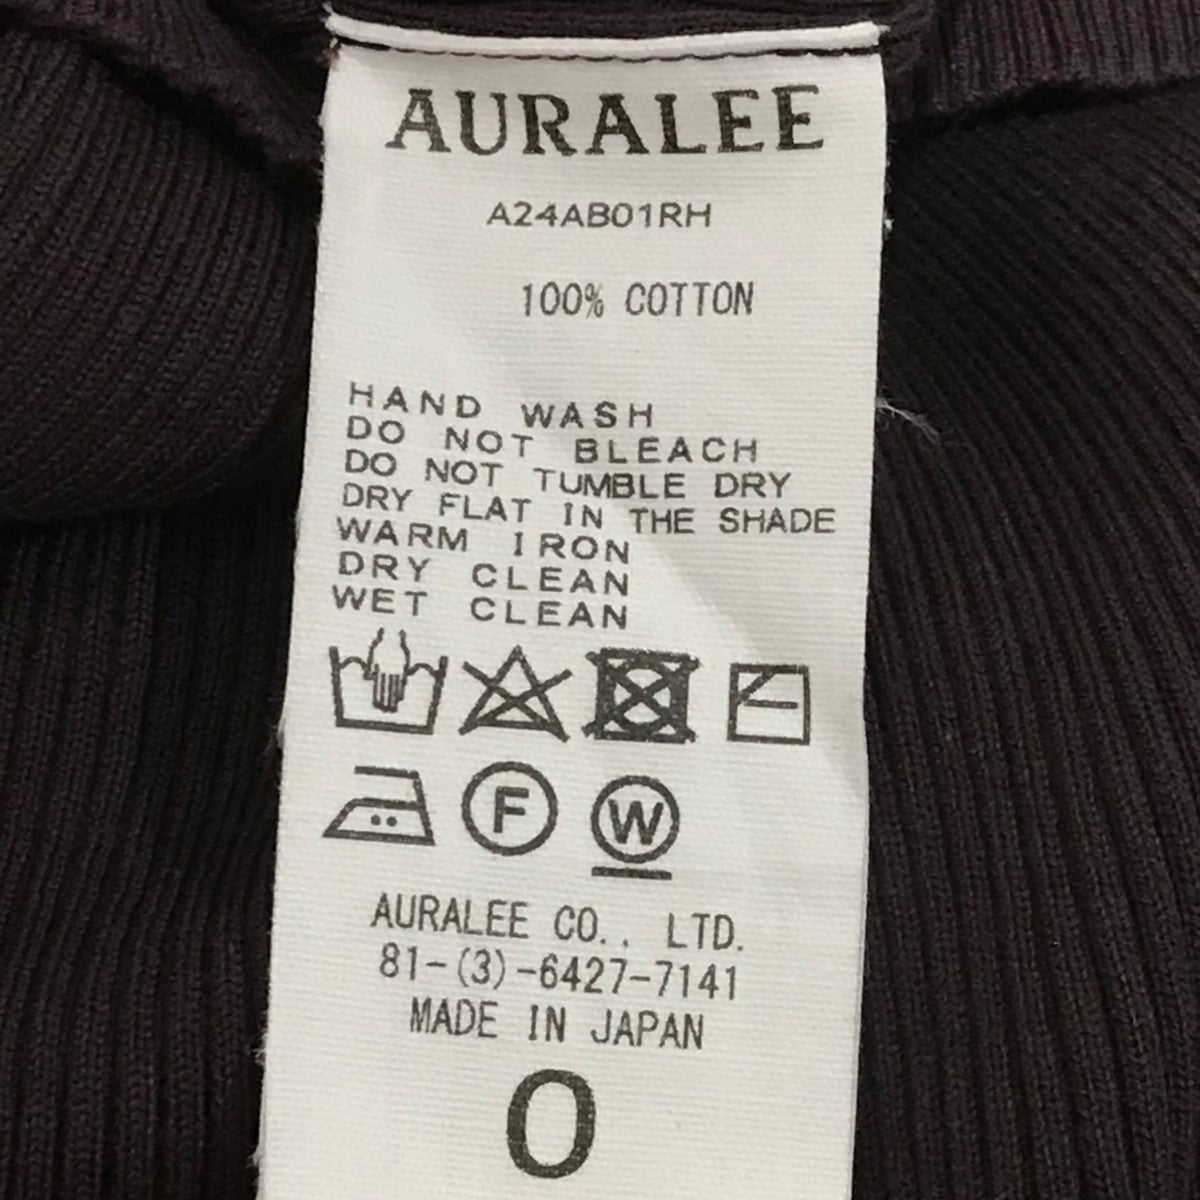 AURALEE
A24AB01RH
100% COTTON
HAND WASH
DO NOT BLEACH
DO NOT TUMBLE DRY
DRY FLAT IN THE SHADE
WARM IRON
DRY CLEAN
WET CLEAN
F W
AURALEE CO., LTD.
81-(3)-6427-7141
MADE IN JAPAN
0